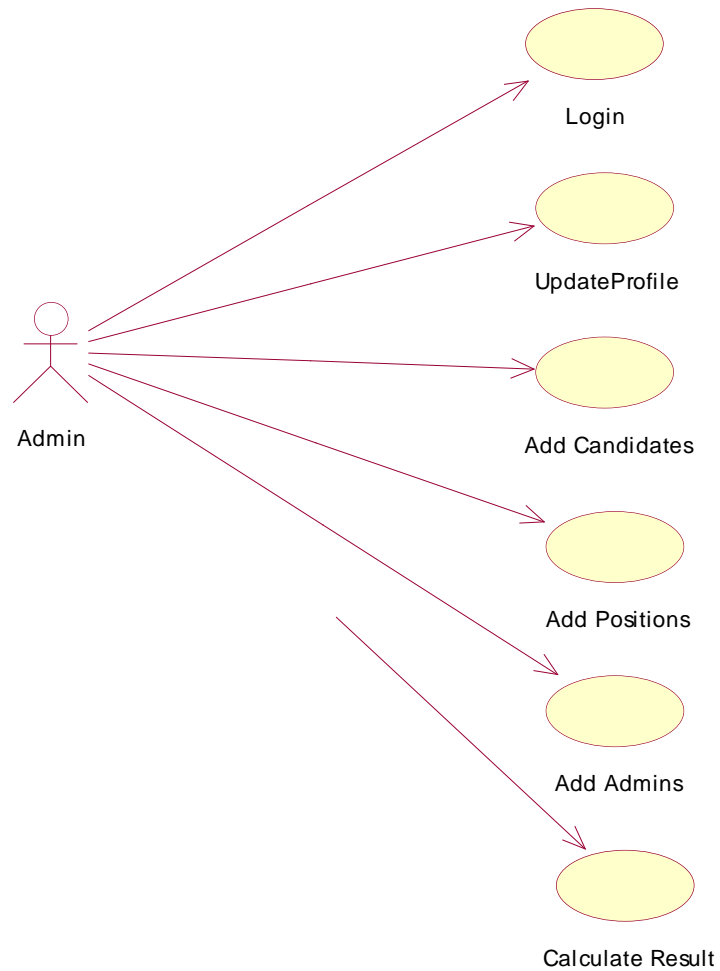 Login
UpdateProfile
Admin
Add Candidates
Add Positions
Add Admins
Calculate Result